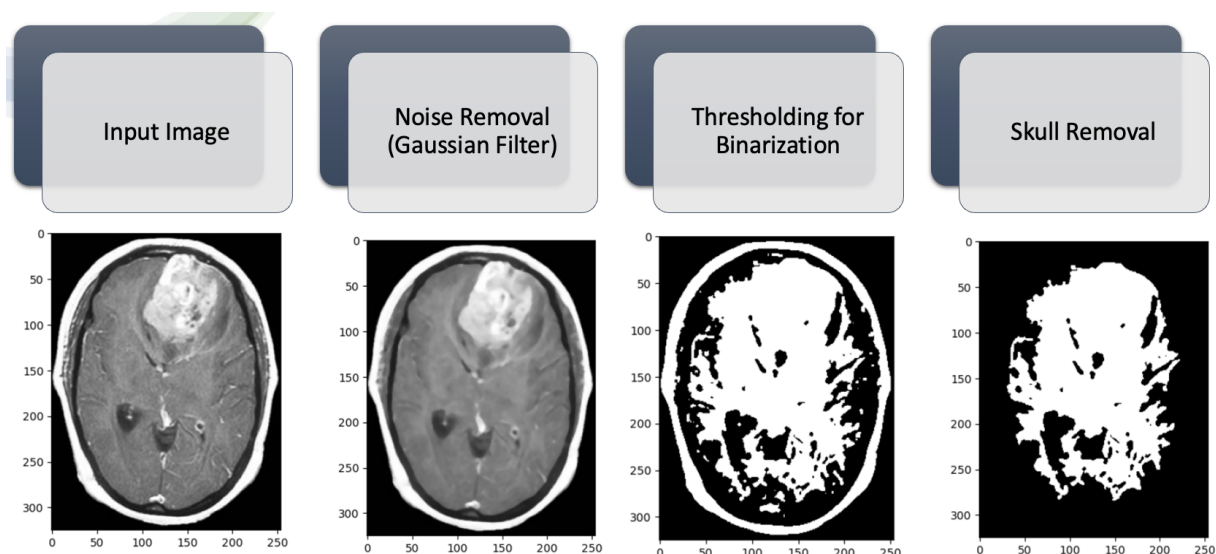 Input Image
Noise Removal
(Gaussian Filter)
Thresholding for
Binarization
Skull Removal
0
50
100
150
200
250
300
0 50 100 150 200 250
0
50
100
150
200
250
300
0 50 100 150 200 250
0
50
100
150
200
250
300
0 50 100 150 200 250
0
50
100
150
200
250
300
0 50 100 150 200 250